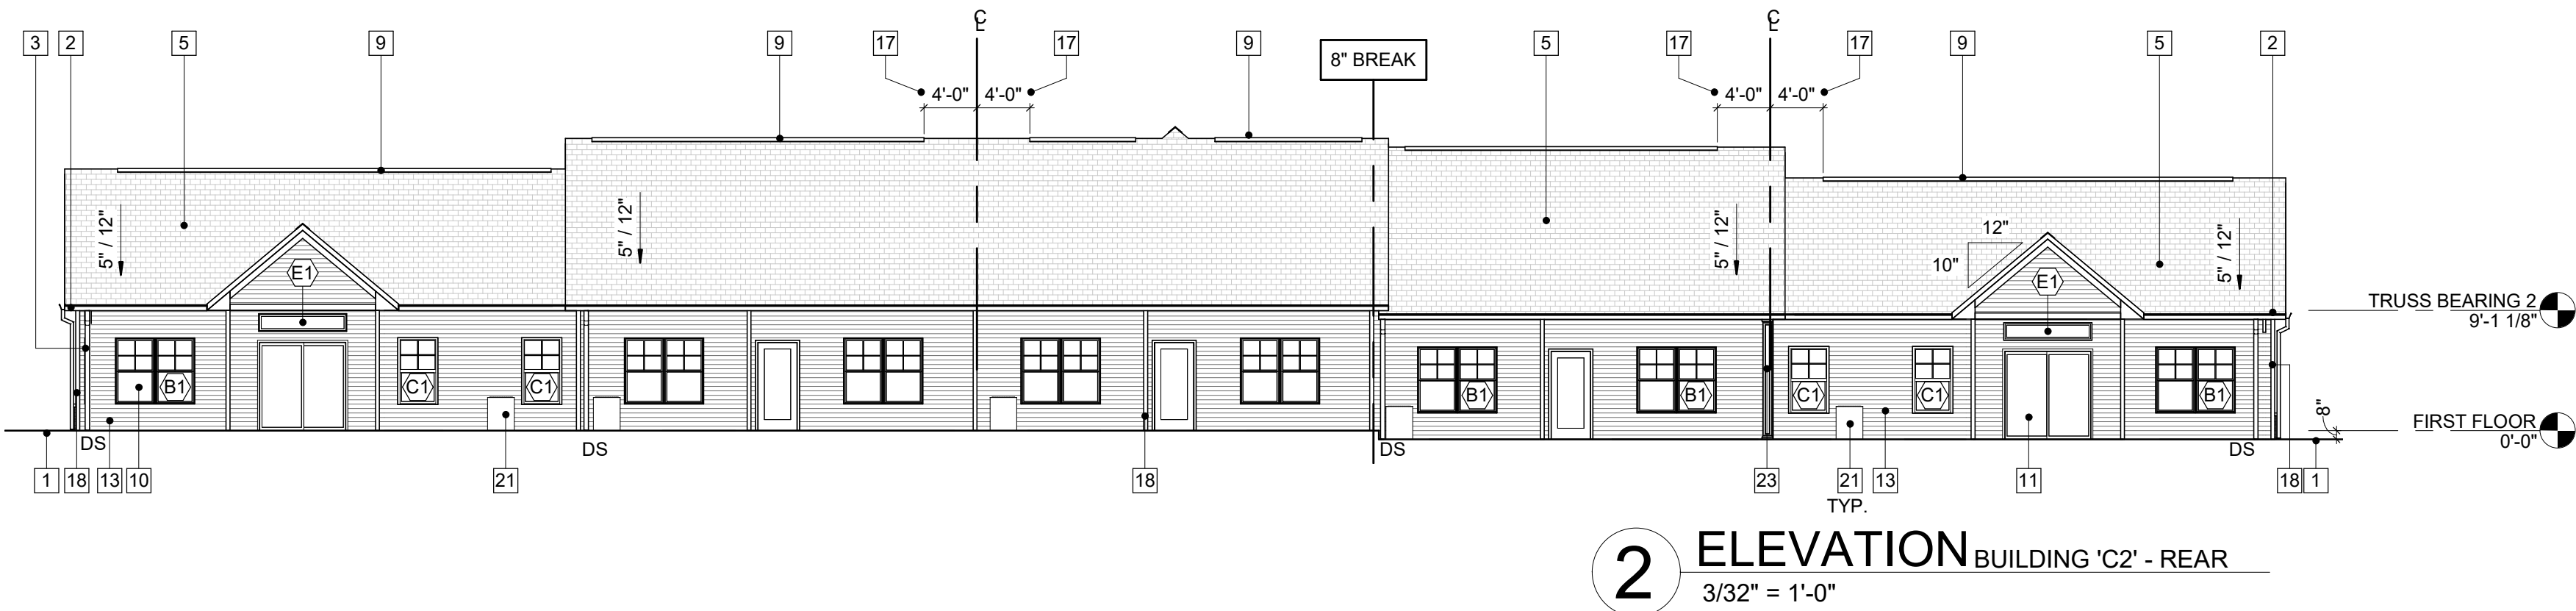 ℄ ℄
3 2 5 9 9 17 17 9 5 17 17 9 5 2
8" BREAK
4'-0" 4'-0" 4'-0" 4'-0"
5" / 12" 5" / 12" 5" / 12" 12" 5" / 12"
10"
E1 E1
TRUSS BEARING 2
9'-1 1/8"
B1 C1 C1 B1 B1 C1 C1 B1
8"
FIRST FLOOR
0'-0"
DS DS DS DS
1 18 13 10 21 18 23 21 13 11 18 1
TYP.
2 ELEVATION BUILDING 'C2' - REAR
3/32" = 1'-0"